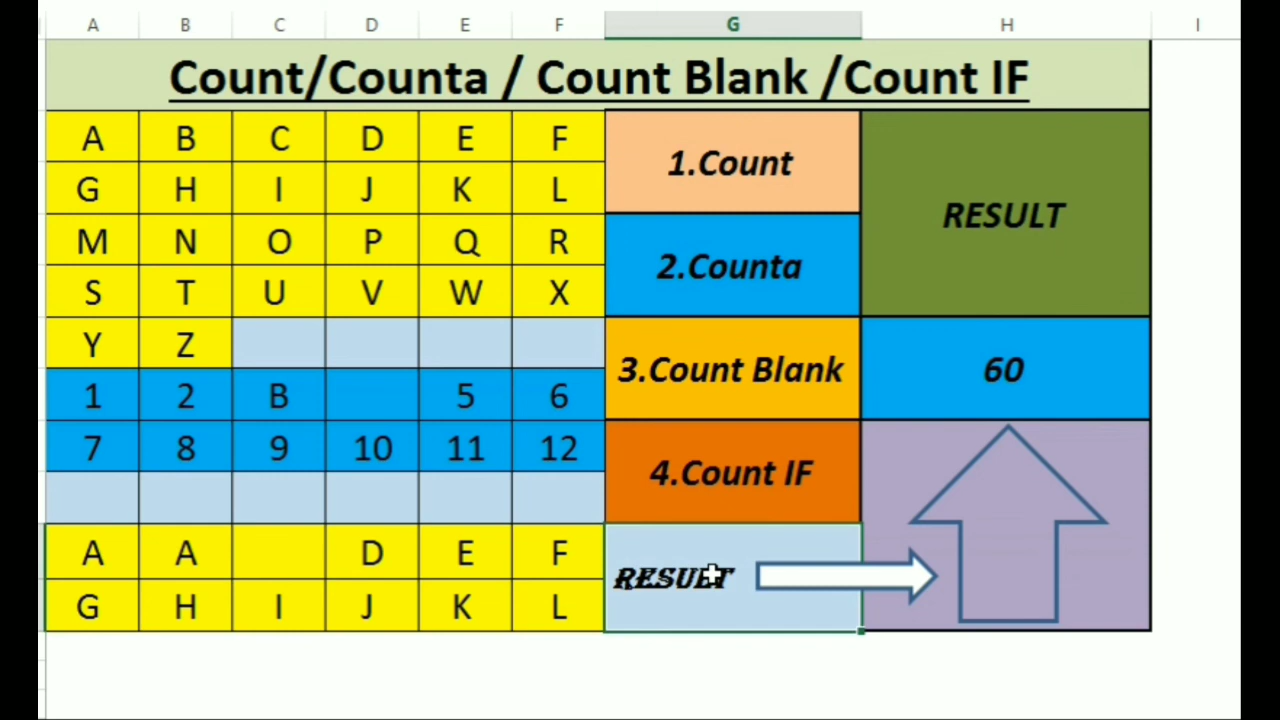 A B C D E F G H I
Count/Counta / Count Blank /Count IF
A B C D E F
1.Count
G H I J K L
RESULT
M N O P Q R
2.Counta
S T U V W X
Y Z
3.Count Blank 60
1 2 B 5 6
7 8 9 10 11 12
4.Count IF
A A D E F
RESULT
G H I J K L